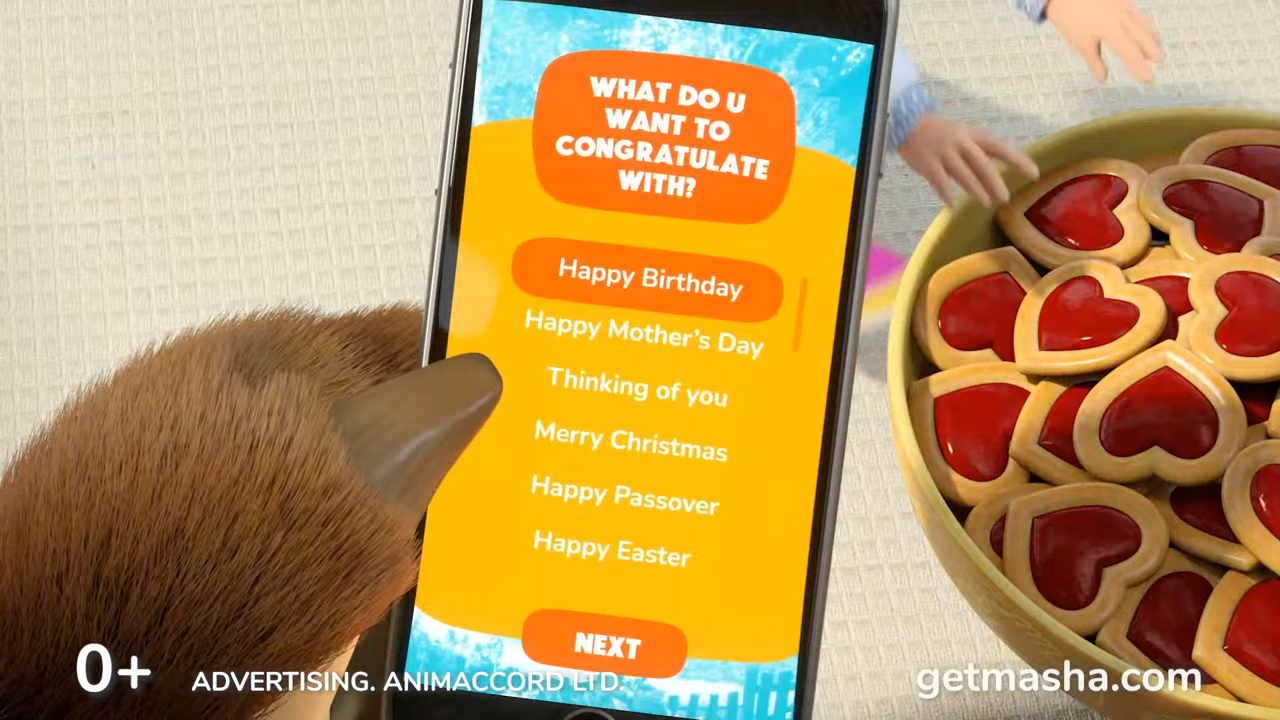 WHAT DO U
WANT TO
CONGRATULATE
WITH?
Happy Birthday
Happy Mother's Day
Thinking of you
Merry Christmas
Happy Passover
Happy Easter
NEXT
0+
ADVERTISING. ANIMACCORD LTD.
getmasha.com